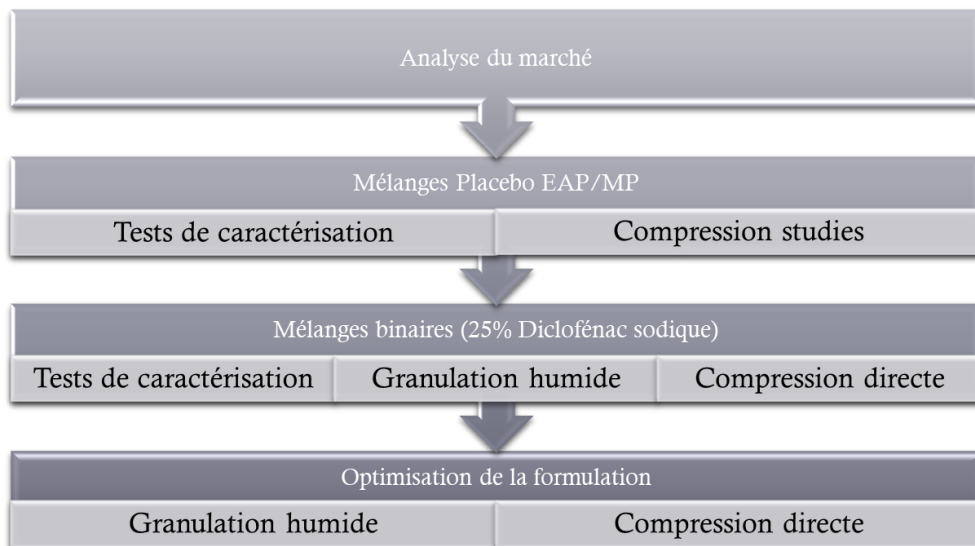 Analyse du marché
Mélanges Placebo EAP/MP
Tests de caractérisation
Compression studies
Mélanges binaires (25% Diclofénac sodique)
Tests de caractérisation
Granulation humide
Compression directe
Optimisation de la formulation
Granulation humide
Compression directe